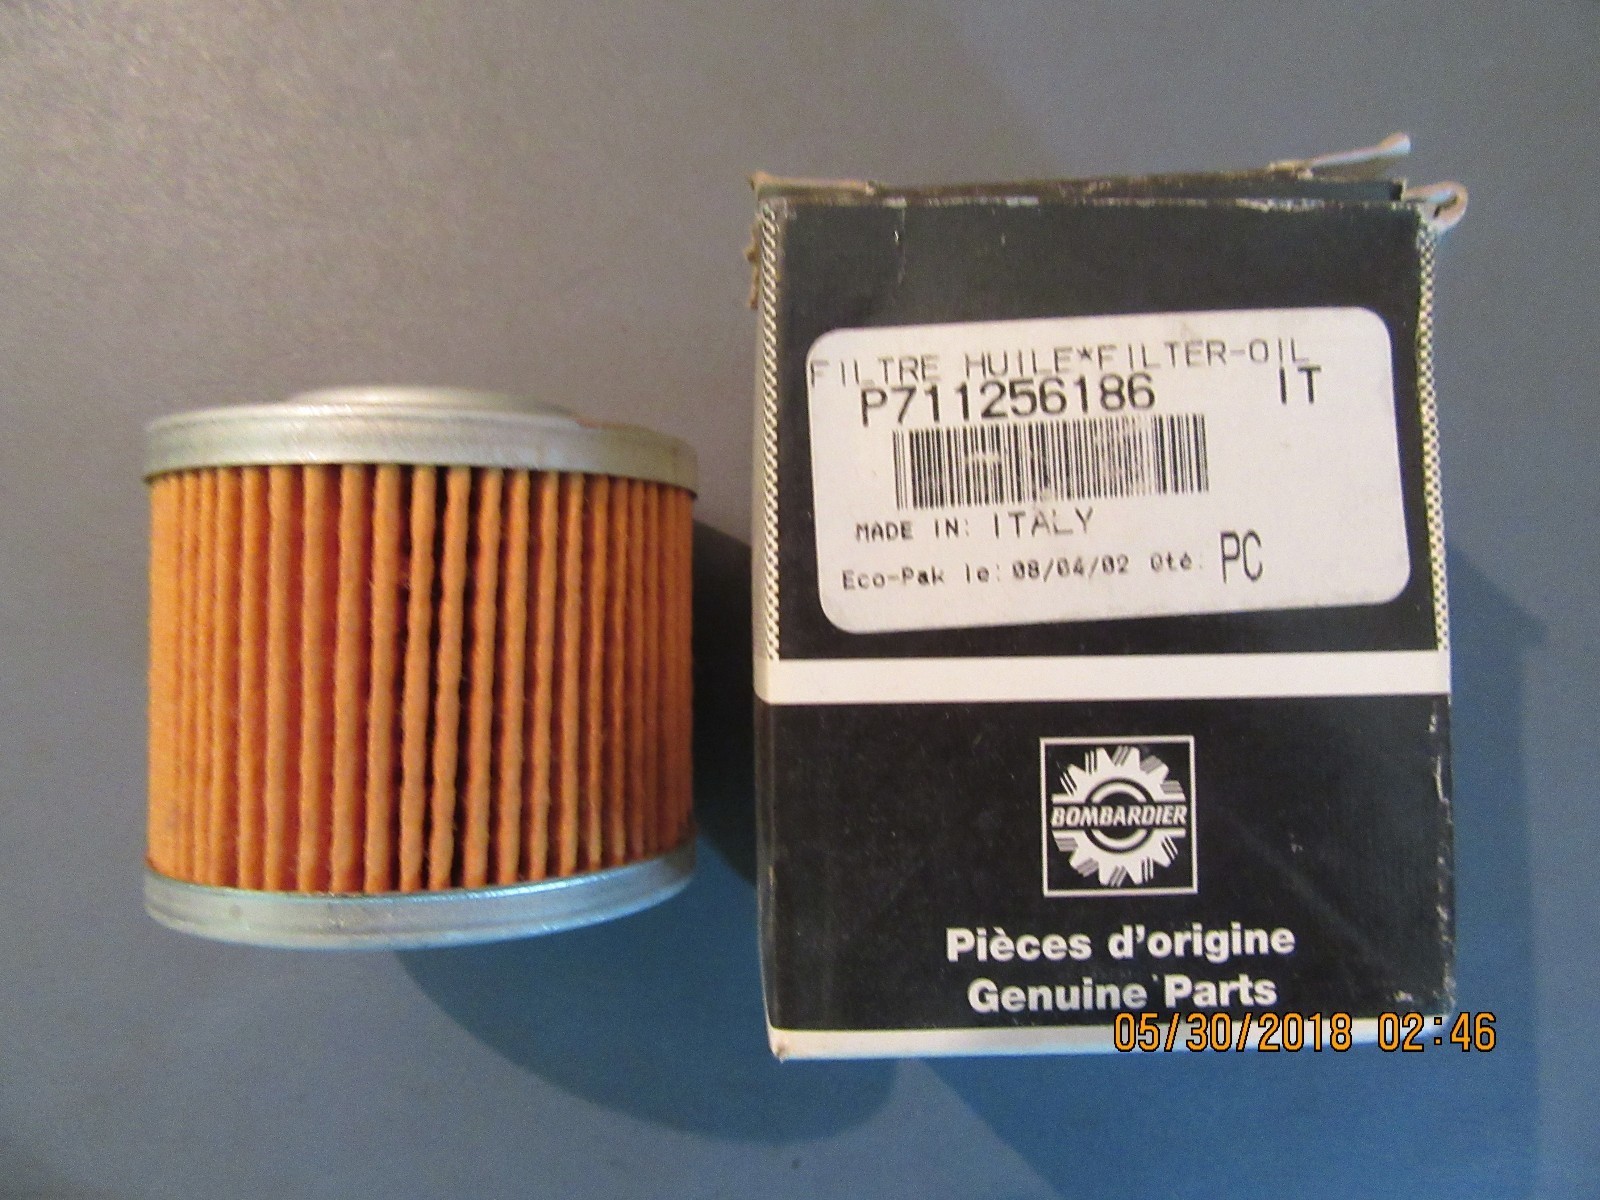 FILTRE HUILE*FILTER-OIL
P711256186 IT
MADE IN: ITALY
Eco-Pak le: 08/04/02 Qté: PC
BOMBARDIER
Pièces d'origine
Genuine Parts
05/30/2018 02:46